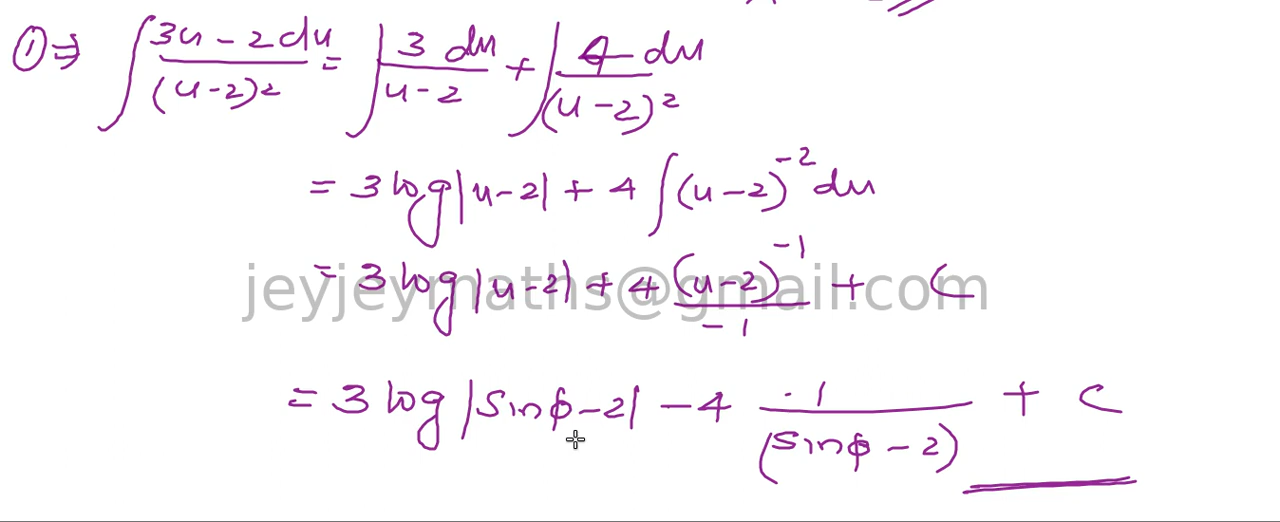 ① ⇒ ∫ 3u - 2 du / (u-2)² = ∫ 3 du / u-2 + ∫ 4 du / (u-2)²
= 3 log|u-2| + 4 ∫ (u-2)⁻² du
= 3 log|u-2| + 4 (u-2)⁻¹ / -1 + C
jeyjeymaths@gmail.com
= 3 log |sinφ-2| - 4 1 / (sinφ - 2) + C